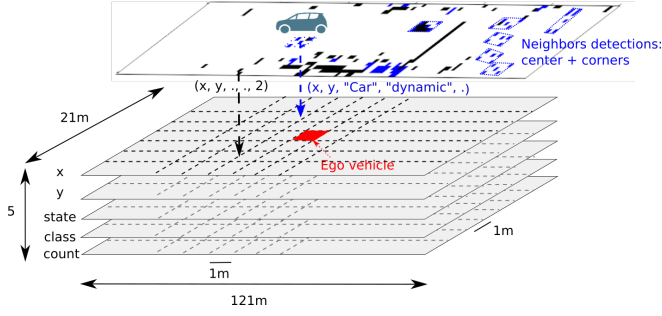 Neighbors detections:
center + corners
(x, y, ., ., 2)
(x, y, "Car", "dynamic", .)
21m
Ego vehicle
x
y
5
state
class
count
1m
1m
121m